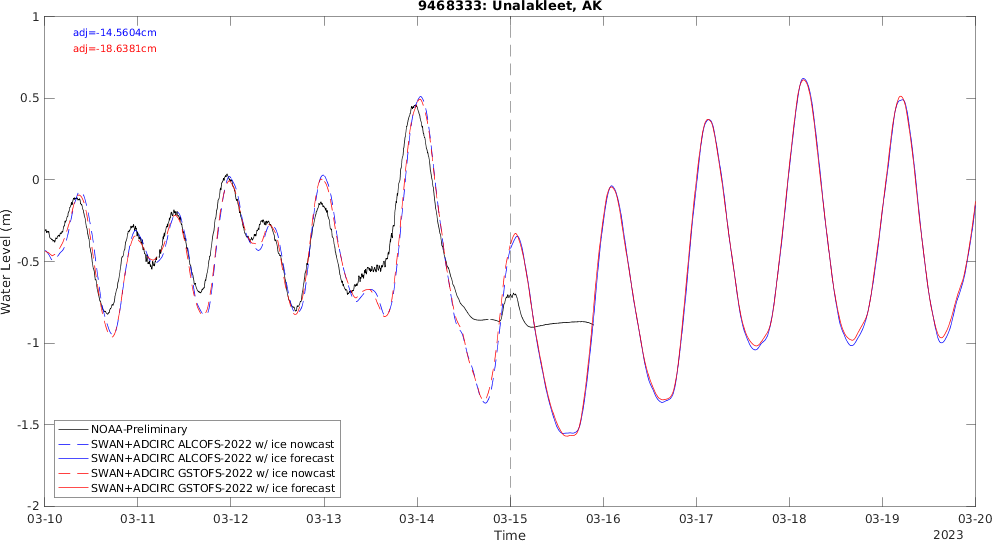 9468333: Unalakleet, AK
adj=-14.5604cm
adj=-18.6381cm
Water Level (m)
1
0.5
0
-0.5
-1
-1.5
-2
NOAA-Preliminary
SWAN+ADCIRC ALCOFS-2022 w/ ice nowcast
SWAN+ADCIRC ALCOFS-2022 w/ ice forecast
SWAN+ADCIRC GSTOFS-2022 w/ ice nowcast
SWAN+ADCIRC GSTOFS-2022 w/ ice forecast
03-10 03-11 03-12 03-13 03-14 03-15 03-16 03-17 03-18 03-19 03-20
Time
2023